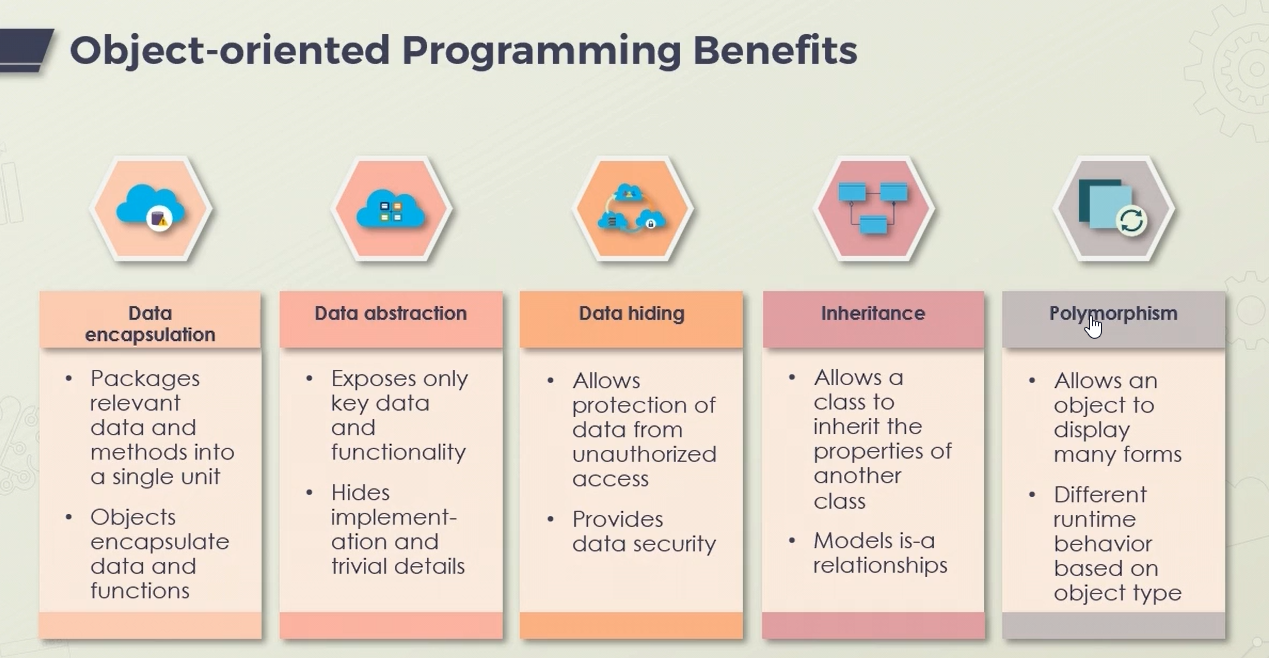 Object-oriented Programming Benefits
Data
encapsulation
• Packages
relevant
data and
methods into
a single unit
• Objects
encapsulate
data and
functions
Data abstraction
• Exposes only
key data
and
functionality
• Hides
implement-
ation and
trivial details
Data hiding
• Allows
protection of
data from
unauthorized
access
• Provides
data security
Inheritance
• Allows a
class to
inherit the
properties of
another
class
• Models is-a
relationships
Polymorphism
• Allows an
object to
display
many forms
• Different
runtime
behavior
based on
object type